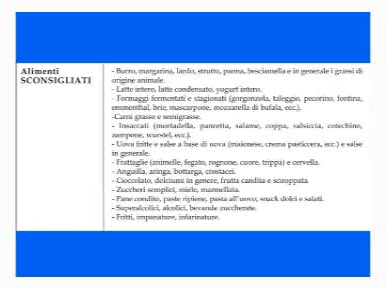 Alimenti
SCONSIGLIATI
- Burro, margarina, lardo, strutto, panna, besciamella e in generale i grassi di
origine animale.
- Latte intero, latte condensato, yogurt intero.
- Formaggi fermentati e stagionati (gorgonzola, taleggio, pecorino, fontina,
emmenthal, brie, mascarpone, mozzarella di bufala, ecc.).
-Carni grasse e semigrasse.
- Insaccati (mortadella, pancetta, salame, coppa, salsiccia, cotechino,
zampone, wurstel, ecc.).
- Uova fritte e salse a base di uova (maionese, crema pasticcera, ecc.) e salse
in generale.
- Frattaglie (animelle, fegato, rognone, cuore, trippa) e cervella.
- Anguilla, aringa, bottarga, crostacei.
- Cioccolato, dolciumi in genere, frutta candita e sciroppata.
- Zuccheri semplici, miele, marmellata.
- Pane condito, paste ripiene, pasta all'uovo, snack dolci e salati.
- Superalcolici, alcolici, bevande zuccherate.
- Fritti, impanature, infarinature.